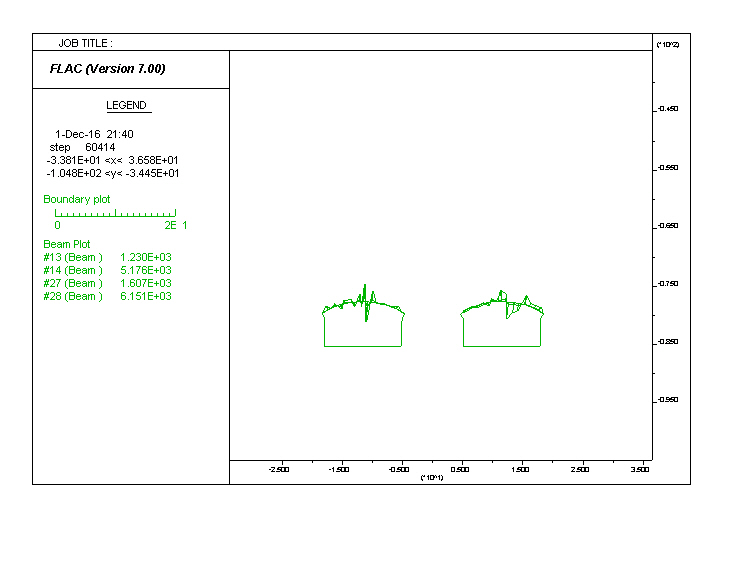 JOB TITLE :
(*10^2)
FLAC (Version 7.00)
LEGEND
1-Dec-16 21:40
step 60414
-3.381E+01 <x< 3.658E+01
-1.048E+02 <y< -3.445E+01
Boundary plot
0 2E 1
Beam Plot
#13 (Beam ) 1.230E+03
#14 (Beam ) 5.176E+03
#27 (Beam ) 1.607E+03
#28 (Beam ) 6.151E+03
-0.450
-0.550
-0.650
-0.750
-0.850
-0.950
-2.500 -1.500 -0.500 0.500 1.500 2.500 3.500
(*10^1)